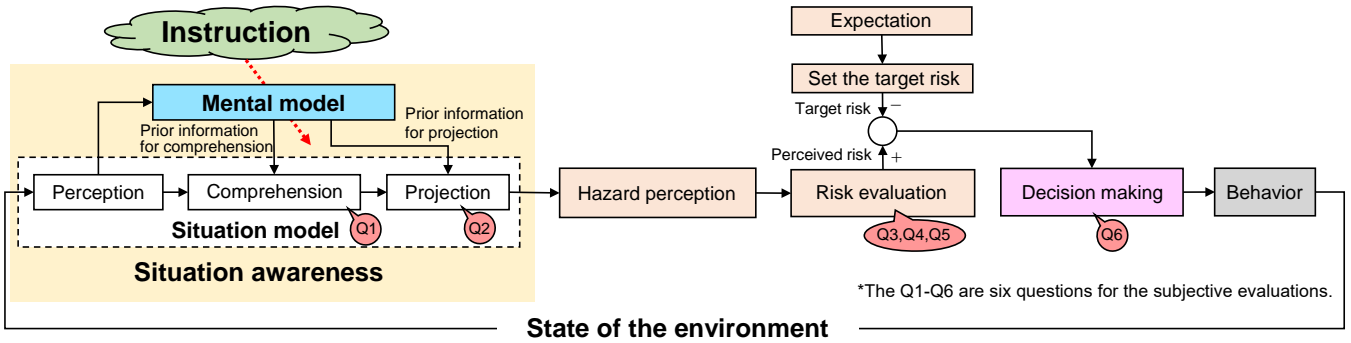 Instruction
Expectation
Set the target risk
Mental model
Target risk
−
Prior information
for comprehension
Prior information
for projection
Perceived risk
+
Perception
Comprehension
Projection
Hazard perception
Risk evaluation
Decision making
Behavior
Situation model
Q1
Q2
Q3,Q4,Q5
Q6
Situation awareness
*The Q1-Q6 are six questions for the subjective evaluations.
State of the environment